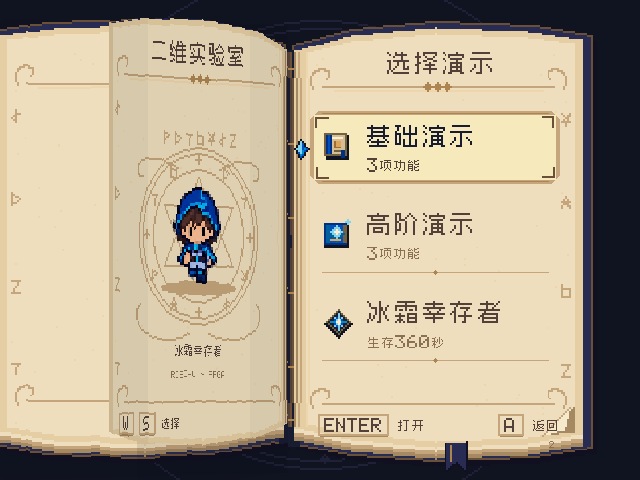 二维实验室
冰霜幸存者
RISC-V ~ FPGA
W S 选择
选择演示
基础演示
3项功能
高阶演示
3项功能
冰霜幸存者
生存360秒
ENTER 打开
A 返回